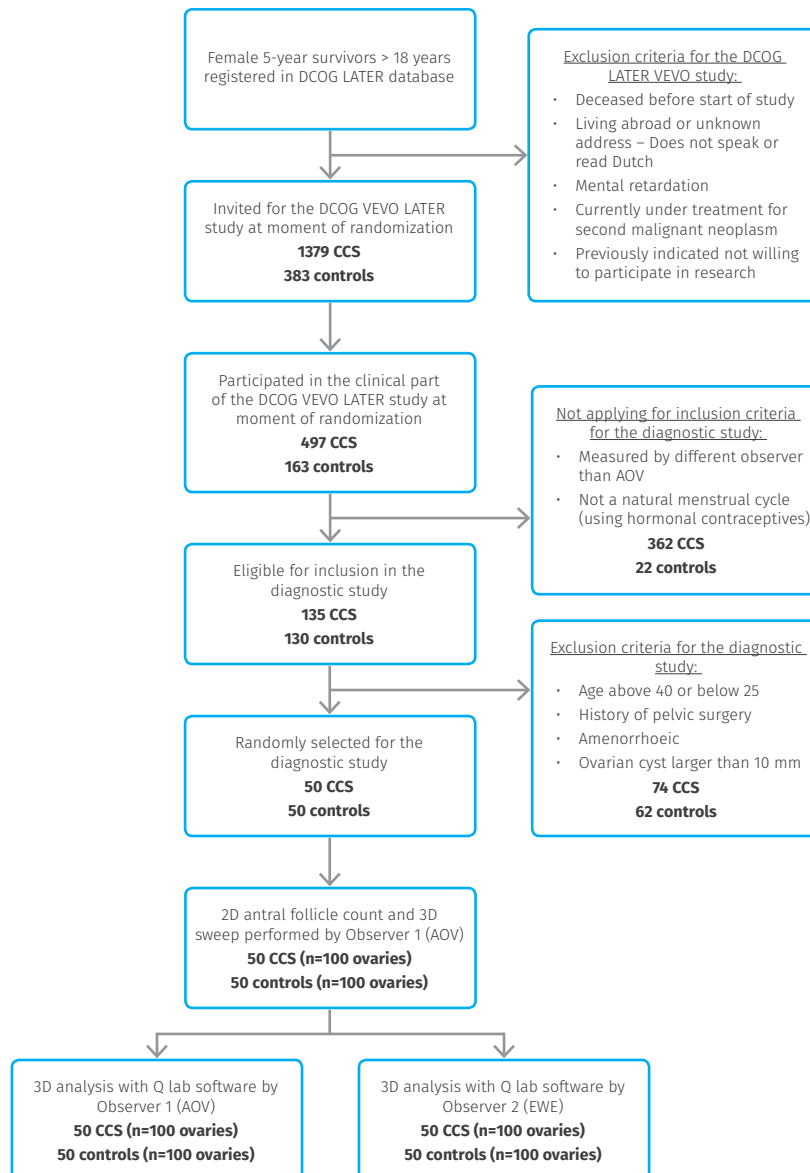 Female 5-year survivors > 18 years
registered in DCOG LATER database
Exclusion criteria for the DCOG
LATER VEVO study:
· Deceased before start of study
· Living abroad or unknown
address – Does not speak or
read Dutch
· Mental retardation
· Currently under treatment for
second malignant neoplasm
· Previously indicated not willing
to participate in research
Invited for the DCOG VEVO LATER
study at moment of randomization
1379 CCS
383 controls
Participated in the clinical part
of the DCOG VEVO LATER study at
moment of randomization
497 CCS
163 controls
Not applying for inclusion criteria
for the diagnostic study:
· Measured by different observer
than AOV
· Not a natural menstrual cycle
(using hormonal contraceptives)
362 CCS
22 controls
Eligible for inclusion in the
diagnostic study
135 CCS
130 controls
Exclusion criteria for the diagnostic
study:
· Age above 40 or below 25
· History of pelvic surgery
· Amenorrhoeic
· Ovarian cyst larger than 10 mm
74 CCS
62 controls
Randomly selected for the
diagnostic study
50 CCS
50 controls
2D antral follicle count and 3D
sweep performed by Observer 1 (AOV)
50 CCS (n=100 ovaries)
50 controls (n=100 ovaries)
3D analysis with Q lab software by
Observer 1 (AOV)
50 CCS (n=100 ovaries)
50 controls (n=100 ovaries)
3D analysis with Q lab software by
Observer 2 (EWE)
50 CCS (n=100 ovaries)
50 controls (n=100 ovaries)